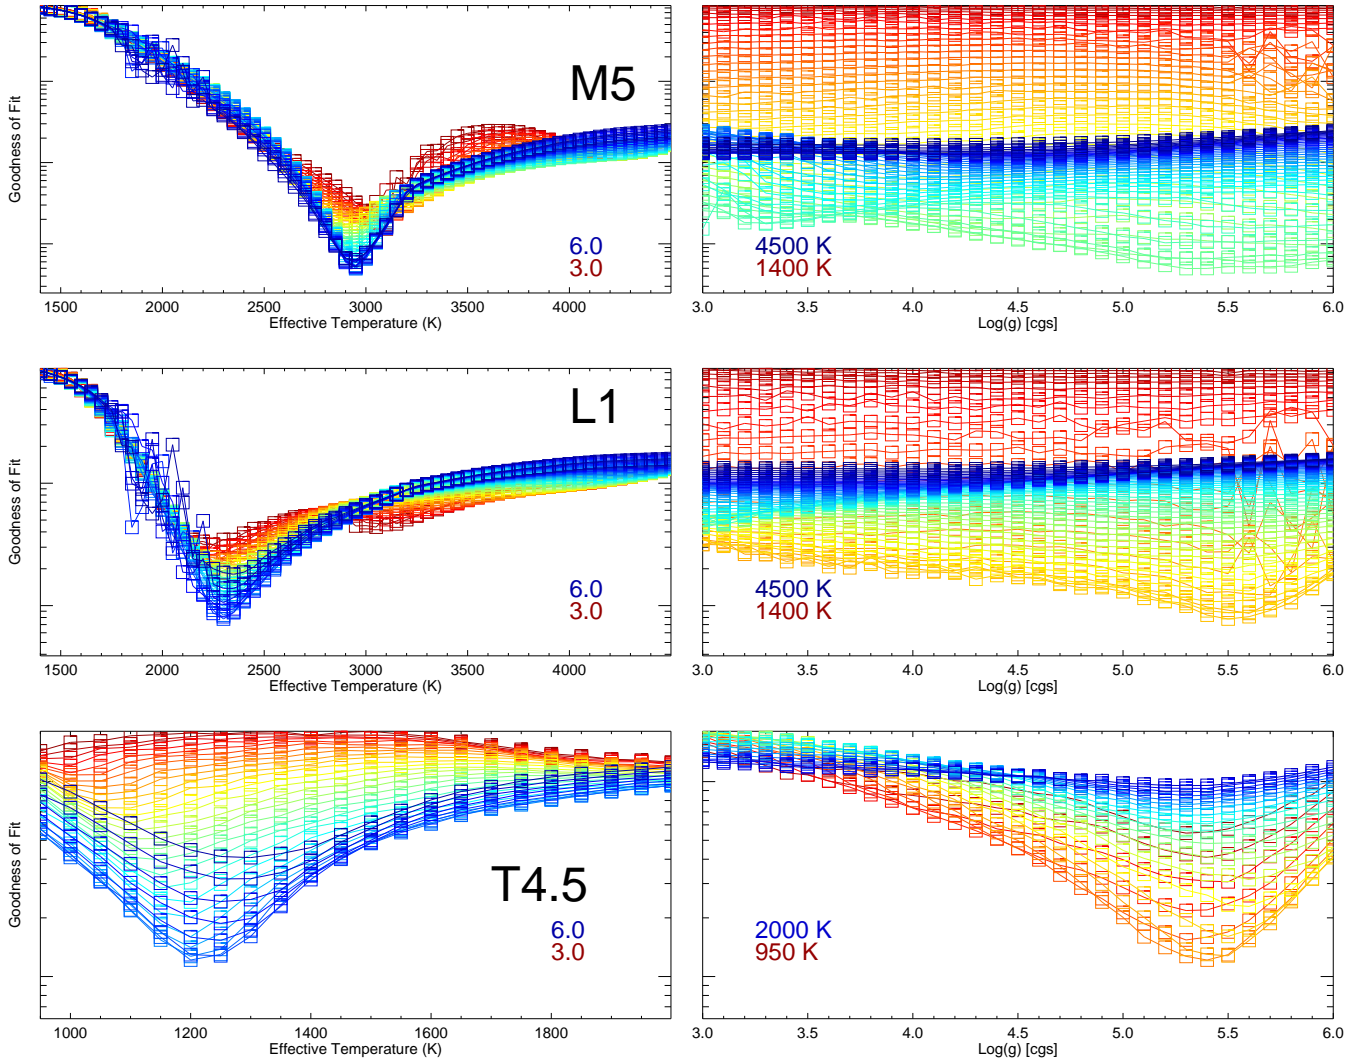 Goodness of Fit
M5
6.0
3.0
1500 2000 2500 3000 3500 4000
Effective Temperature (K)
4500 K
1400 K
3.0 3.5 4.0 4.5 5.0 5.5 6.0
Log(g) [cgs]
Goodness of Fit
L1
6.0
3.0
1500 2000 2500 3000 3500 4000
Effective Temperature (K)
4500 K
1400 K
3.0 3.5 4.0 4.5 5.0 5.5 6.0
Log(g) [cgs]
Goodness of Fit
T4.5
6.0
3.0
1000 1200 1400 1600 1800
Effective Temperature (K)
2000 K
950 K
3.0 3.5 4.0 4.5 5.0 5.5 6.0
Log(g) [cgs]